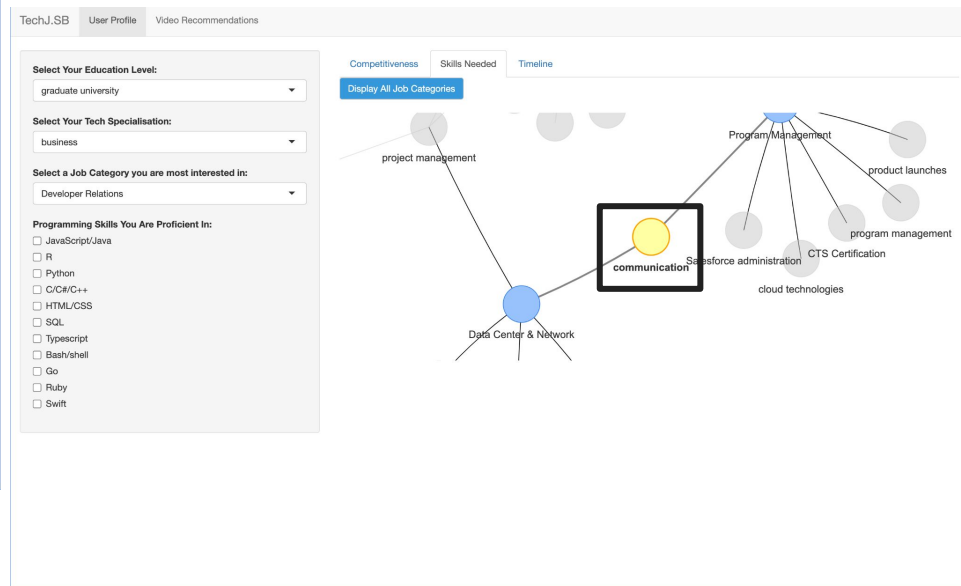 TechJ.SB User Profile Video Recommendations
Select Your Education Level:
graduate university
Select Your Tech Specialisation:
business
Select a Job Category you are most interested in:
Developer Relations
Programming Skills You Are Proficient In:
JavaScript/Java
R
Python
C/C#/C++
HTML/CSS
SQL
Typescript
Bash/shell
Go
Ruby
Swift
Competitiveness Skills Needed Timeline
Display All Job Categories
Program Management
project management
product launches
program management
CTS Certification
Salesforce administration
communication
cloud technologies
Data Center & Network